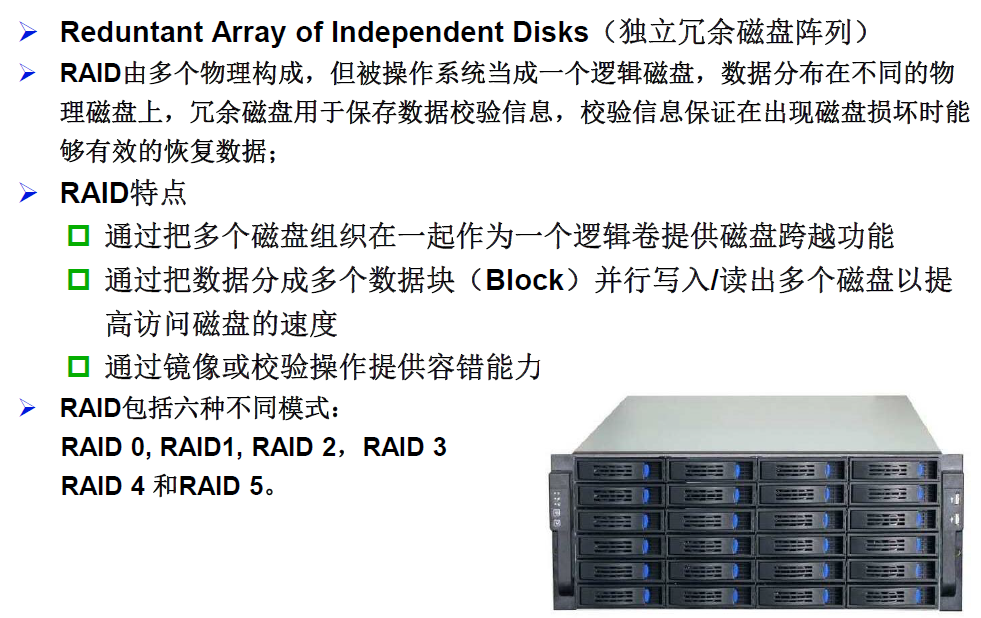 Reduntant Array of Independent Disks（独立冗余磁盘阵列）
RAID由多个物理构成，但被操作系统当成一个逻辑磁盘，数据分布在不同的物
理磁盘上，冗余磁盘用于保存数据校验信息，校验信息保证在出现磁盘损坏时能
够有效的恢复数据；
RAID特点
通过把多个磁盘组织在一起作为一个逻辑卷提供磁盘跨越功能
通过把数据分成多个数据块（Block）并行写入/读出多个磁盘以提
高访问磁盘的速度
通过镜像或校验操作提供容错能力
RAID包括六种不同模式：
RAID 0, RAID1, RAID 2，RAID 3
RAID 4 和RAID 5。